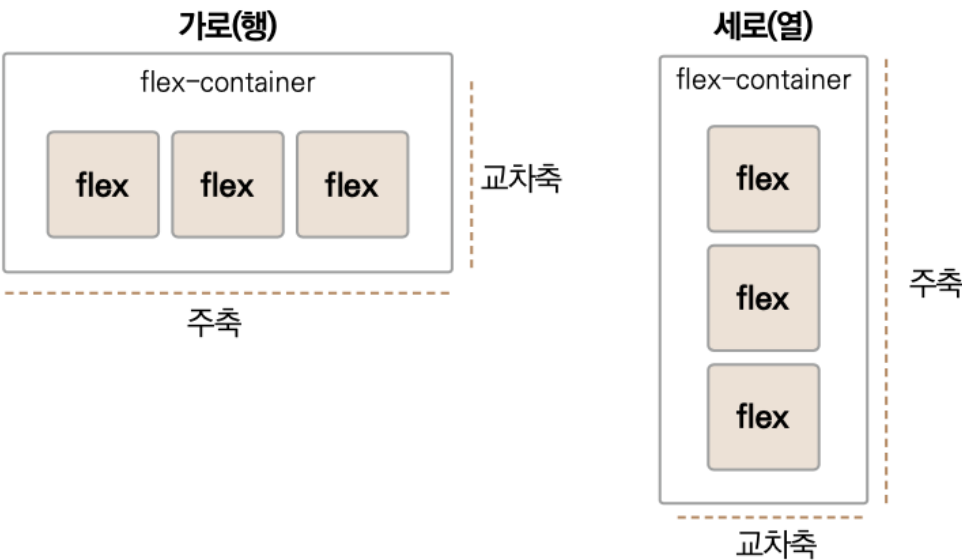 가로(행)
flex-container
flex flex flex
교차축
주축
세로(열)
flex-container
flex
flex
flex
주축
교차축